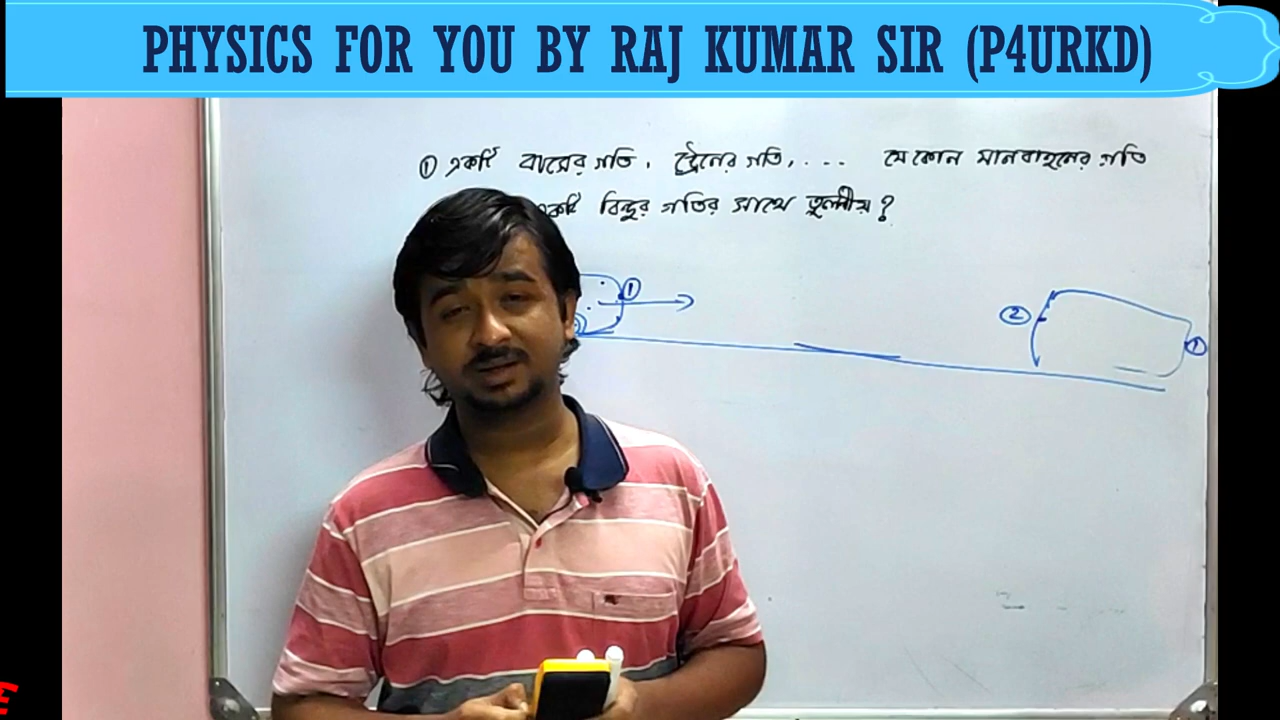 PHYSICS FOR YOU BY RAJ KUMAR SIR (P4URKD)
① একটি বাসের গতি, ট্রেনের গতি, .... যে কোন যানবাহনের গতি
একটি বিন্দুর গতির সাথে তুলনীয় ?
①
②
①